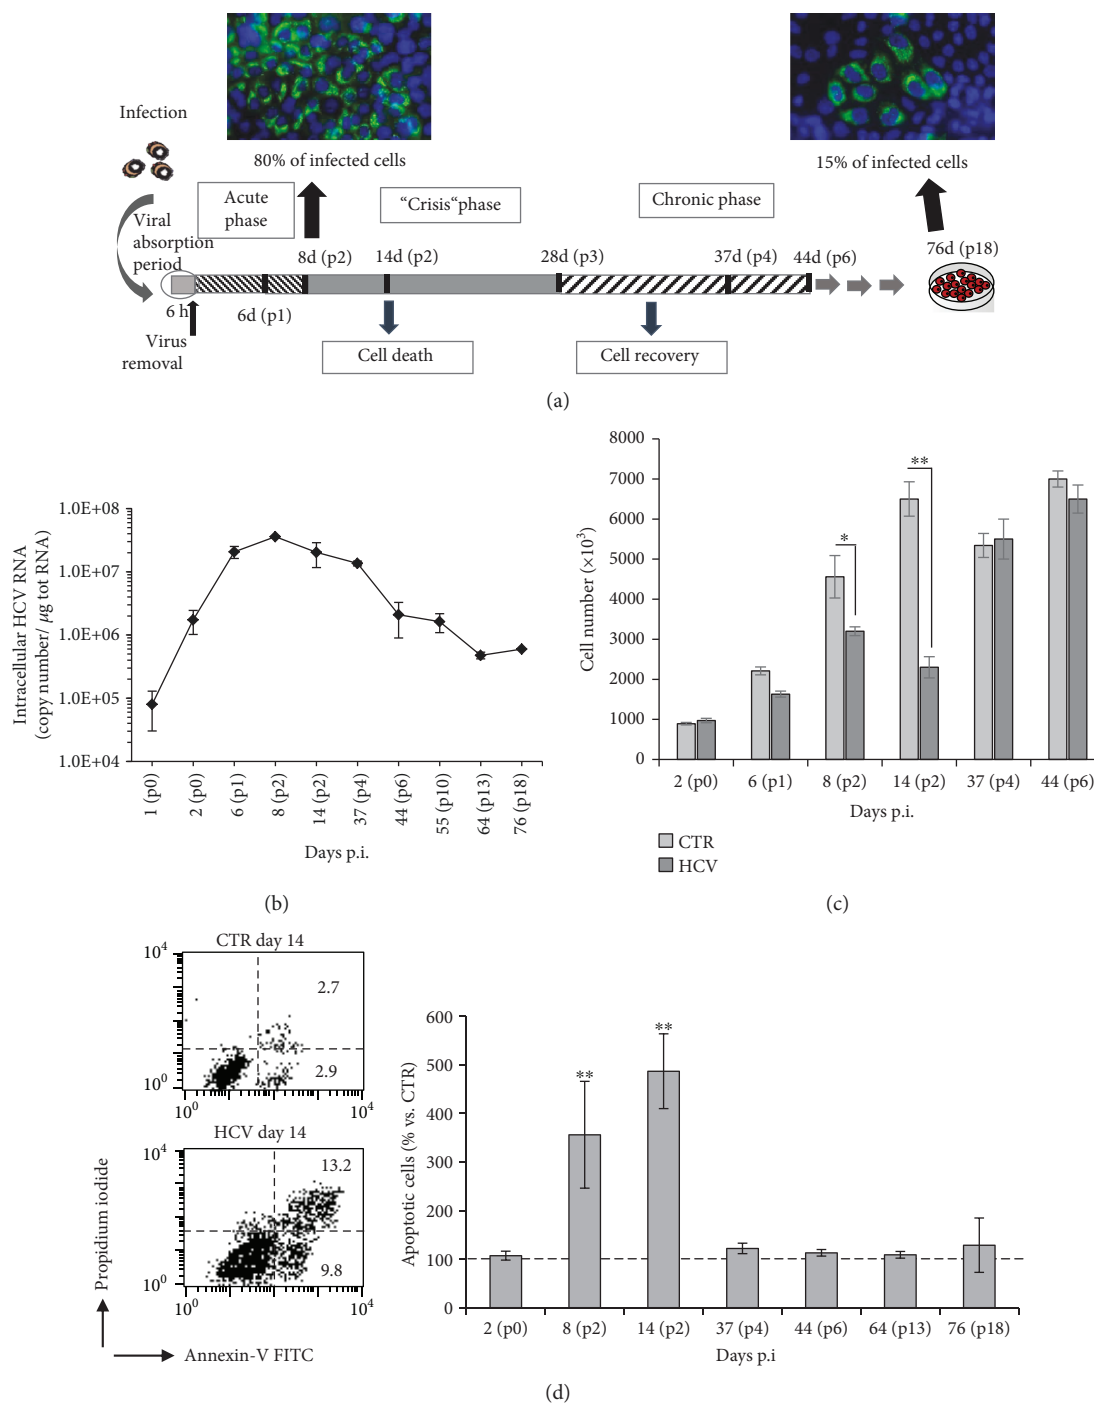 Infection
80% of infected cells
15% of infected cells
Acute
phase
"Crisis"phase
Chronic phase
Viral
absorption
period
8d (p2)
14d (p2)
28d (p3)
37d (p4)
44d (p6)
76d (p18)
6 h
6d (p1)
Virus
removal
Cell death
Cell recovery
(a)
Intracellular HCV RNA
(copy number/ μg tot RNA)
1.0E+08
1.0E+07
1.0E+06
1.0E+05
1.0E+04
1 (p0)
2 (p0)
6 (p1)
8 (p2)
14 (p2)
37 (p4)
44 (p6)
55 (p10)
64 (p13)
76 (p18)
Days p.i.
(b)
Cell number (×10³)
8000
7000
6000
5000
4000
3000
2000
1000
0
*
**
2 (p0)
6 (p1)
8 (p2)
14 (p2)
37 (p4)
44 (p6)
Days p.i.
CTR
HCV
(c)
CTR day 14
10⁴
10⁰
2.7
2.9
10⁰
10⁴
HCV day 14
10⁴
10⁰
13.2
9.8
10⁰
10⁴
Propidium iodide
Annexin-V FITC
Apoptotic cells (% vs. CTR)
600
500
400
300
200
100
0
**
**
2 (p0)
8 (p2)
14 (p2)
37 (p4)
44 (p6)
64 (p13)
76 (p18)
Days p.i
(d)